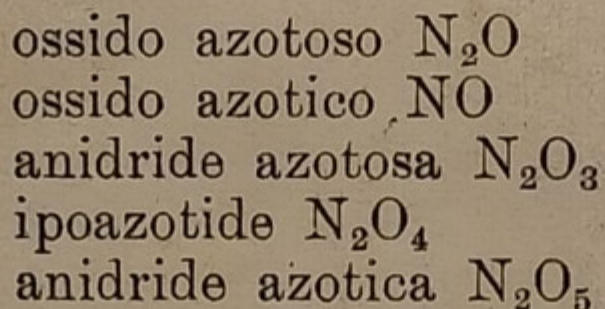 ossido azotoso N₂O
ossido azotico NO
anidride azotosa N₂O₃
ipoazotide N₂O₄
anidride azotica N₂O₅